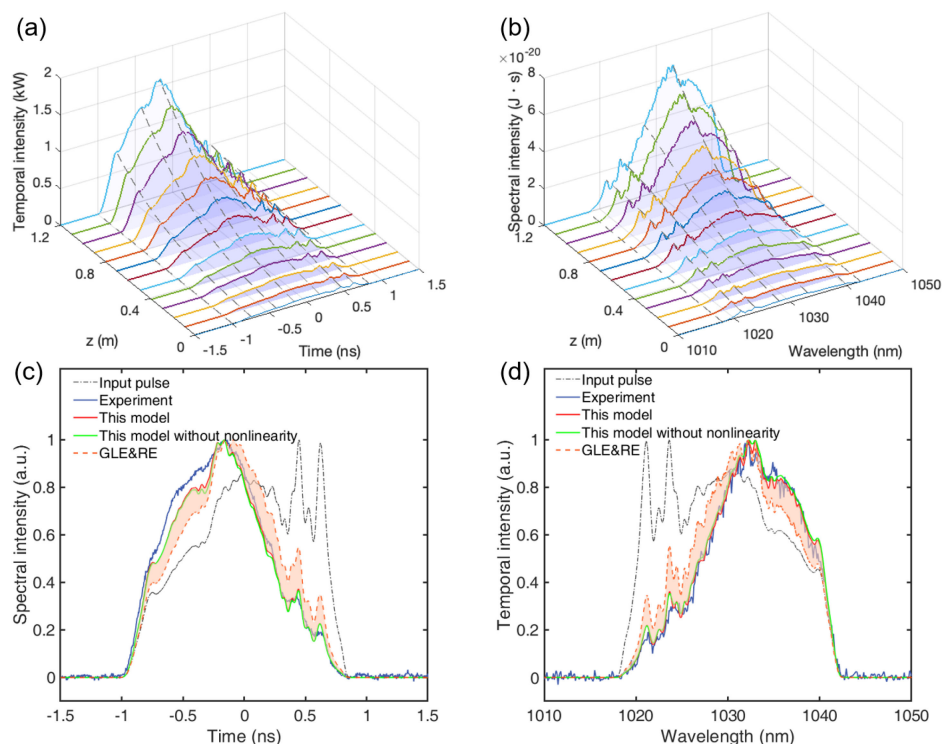 (a)
Temporal intensity (kW)
2
1.5
1
0.5
0
1.2
0.8
0.4
0
z (m)
-1.5
-1
-0.5
0
0.5
1
1.5
Time (ns)
(b)
×10⁻²⁰
Spectral intensity (J · s)
8
6
4
2
0
1.2
0.8
0.4
0
z (m)
1010
1020
1030
1040
1050
Wavelength (nm)
(c)
Input pulse
Experiment
This model
This model without nonlinearity
GLE&RE
Spectral intensity (a.u.)
1
0.8
0.6
0.4
0.2
0
-1.5 -1 -0.5 0 0.5 1 1.5
Time (ns)
(d)
Input pulse
Experiment
This model
This model without nonlinearity
GLE&RE
Temporal intensity (a.u.)
1
0.8
0.6
0.4
0.2
0
1010 1020 1030 1040 1050
Wavelength (nm)